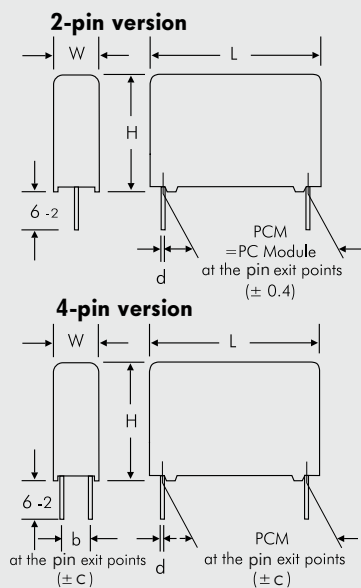 2-pin version
W
L
H
6 -2
d
PCM
=PC Module
at the pin exit points
(± 0.4)
4-pin version
W
L
H
6 -2
b
at the pin exit points
(± c)
d
PCM
at the pin exit points
(± c)